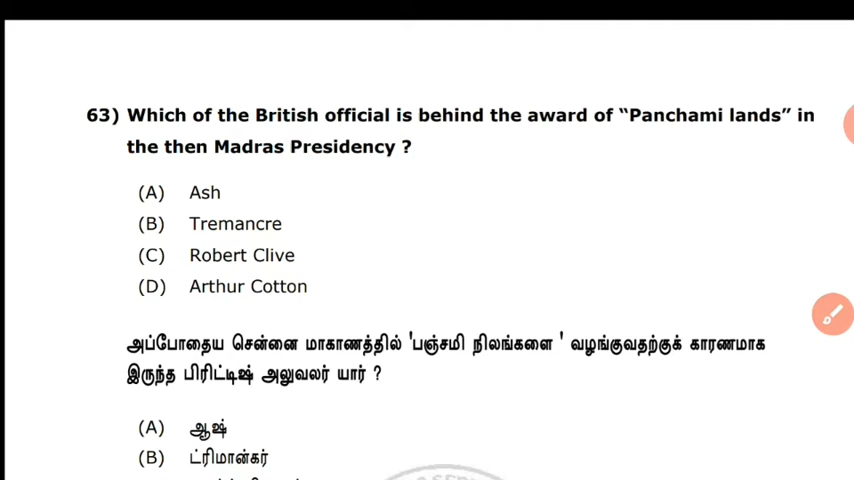 63) Which of the British official is behind the award of “Panchami lands” in
the then Madras Presidency ?
(A) Ash
(B) Tremancre
(C) Robert Clive
(D) Arthur Cotton
அப்போதைய சென்னை மாகாணத்தில் 'பஞ்சமி நிலங்களை ' வழங்குவதற்குக் காரணமாக
இருந்த பிரிட்டிஷ் அலுவலர் யார் ?
(A) ஆஷ்
(B) ட்ரிமான்கர்